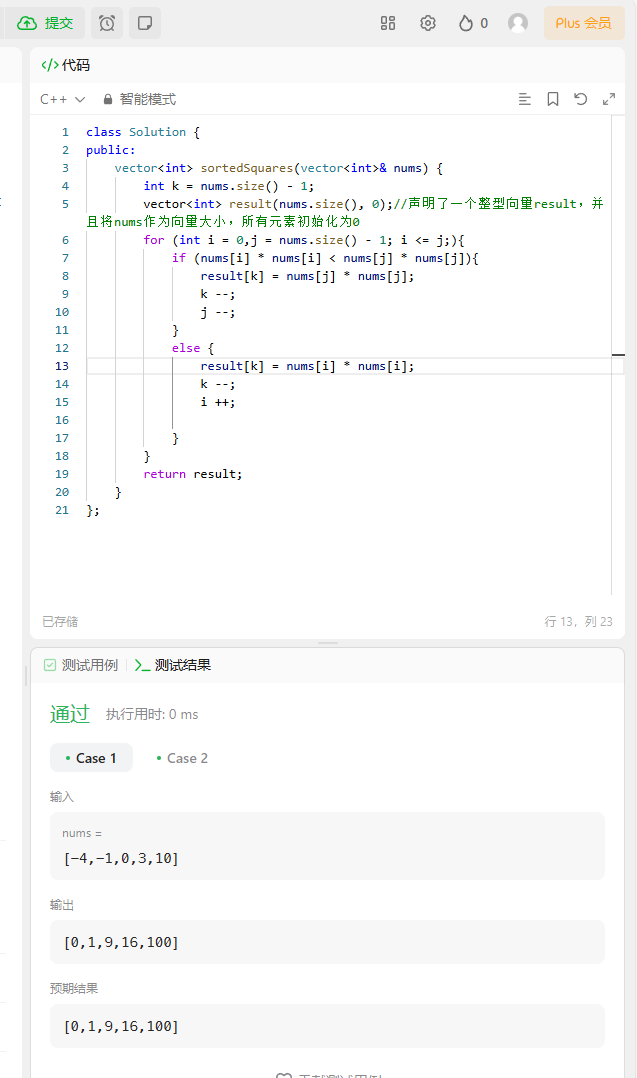 提交
0
Plus 会员
</>代码
C++ 智能模式
1 class Solution {
2 public:
3 vector<int> sortedSquares(vector<int>& nums) {
4 int k = nums.size() - 1;
5 vector<int> result(nums.size(), 0);//声明了一个整型向量result，并
且将nums作为向量大小，所有元素初始化为0
6 for (int i = 0,j = nums.size() - 1; i <= j;){
7 if (nums[i] * nums[i] < nums[j] * nums[j]){
8 result[k] = nums[j] * nums[j];
9 k --;
10 j --;
11 }
12 else {
13 result[k] = nums[i] * nums[i];
14 k --;
15 i ++;
16
17 }
18 }
19 return result;
20 }
21 };
已存储
行 13，列 23
测试用例
测试结果
通过 执行用时: 0 ms
• Case 1 • Case 2
输入
nums =
[-4,-1,0,3,10]
输出
[0,1,9,16,100]
预期结果
[0,1,9,16,100]